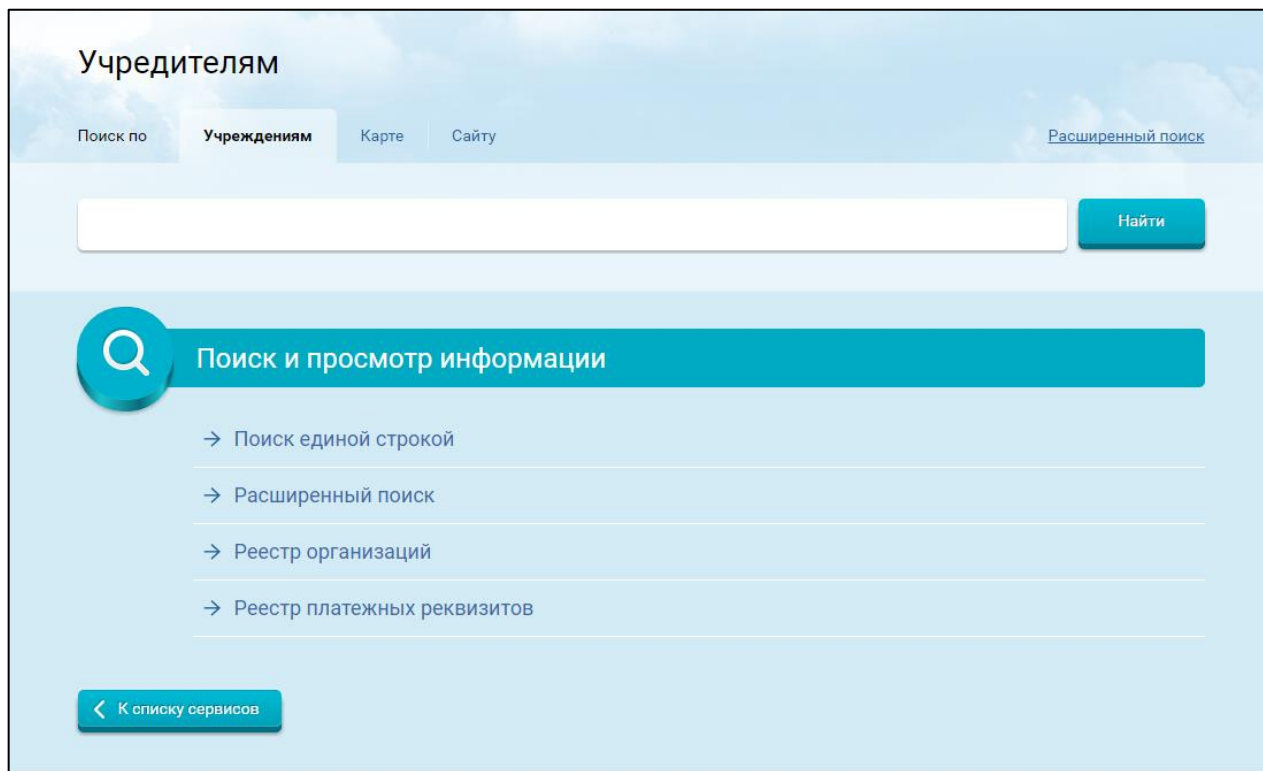 Учредителям
Поиск по Учреждениям Карте Сайту Расширенный поиск
Найти
Поиск и просмотр информации
Поиск единой строкой
Расширенный поиск
Реестр организаций
Реестр платежных реквизитов
К списку сервисов